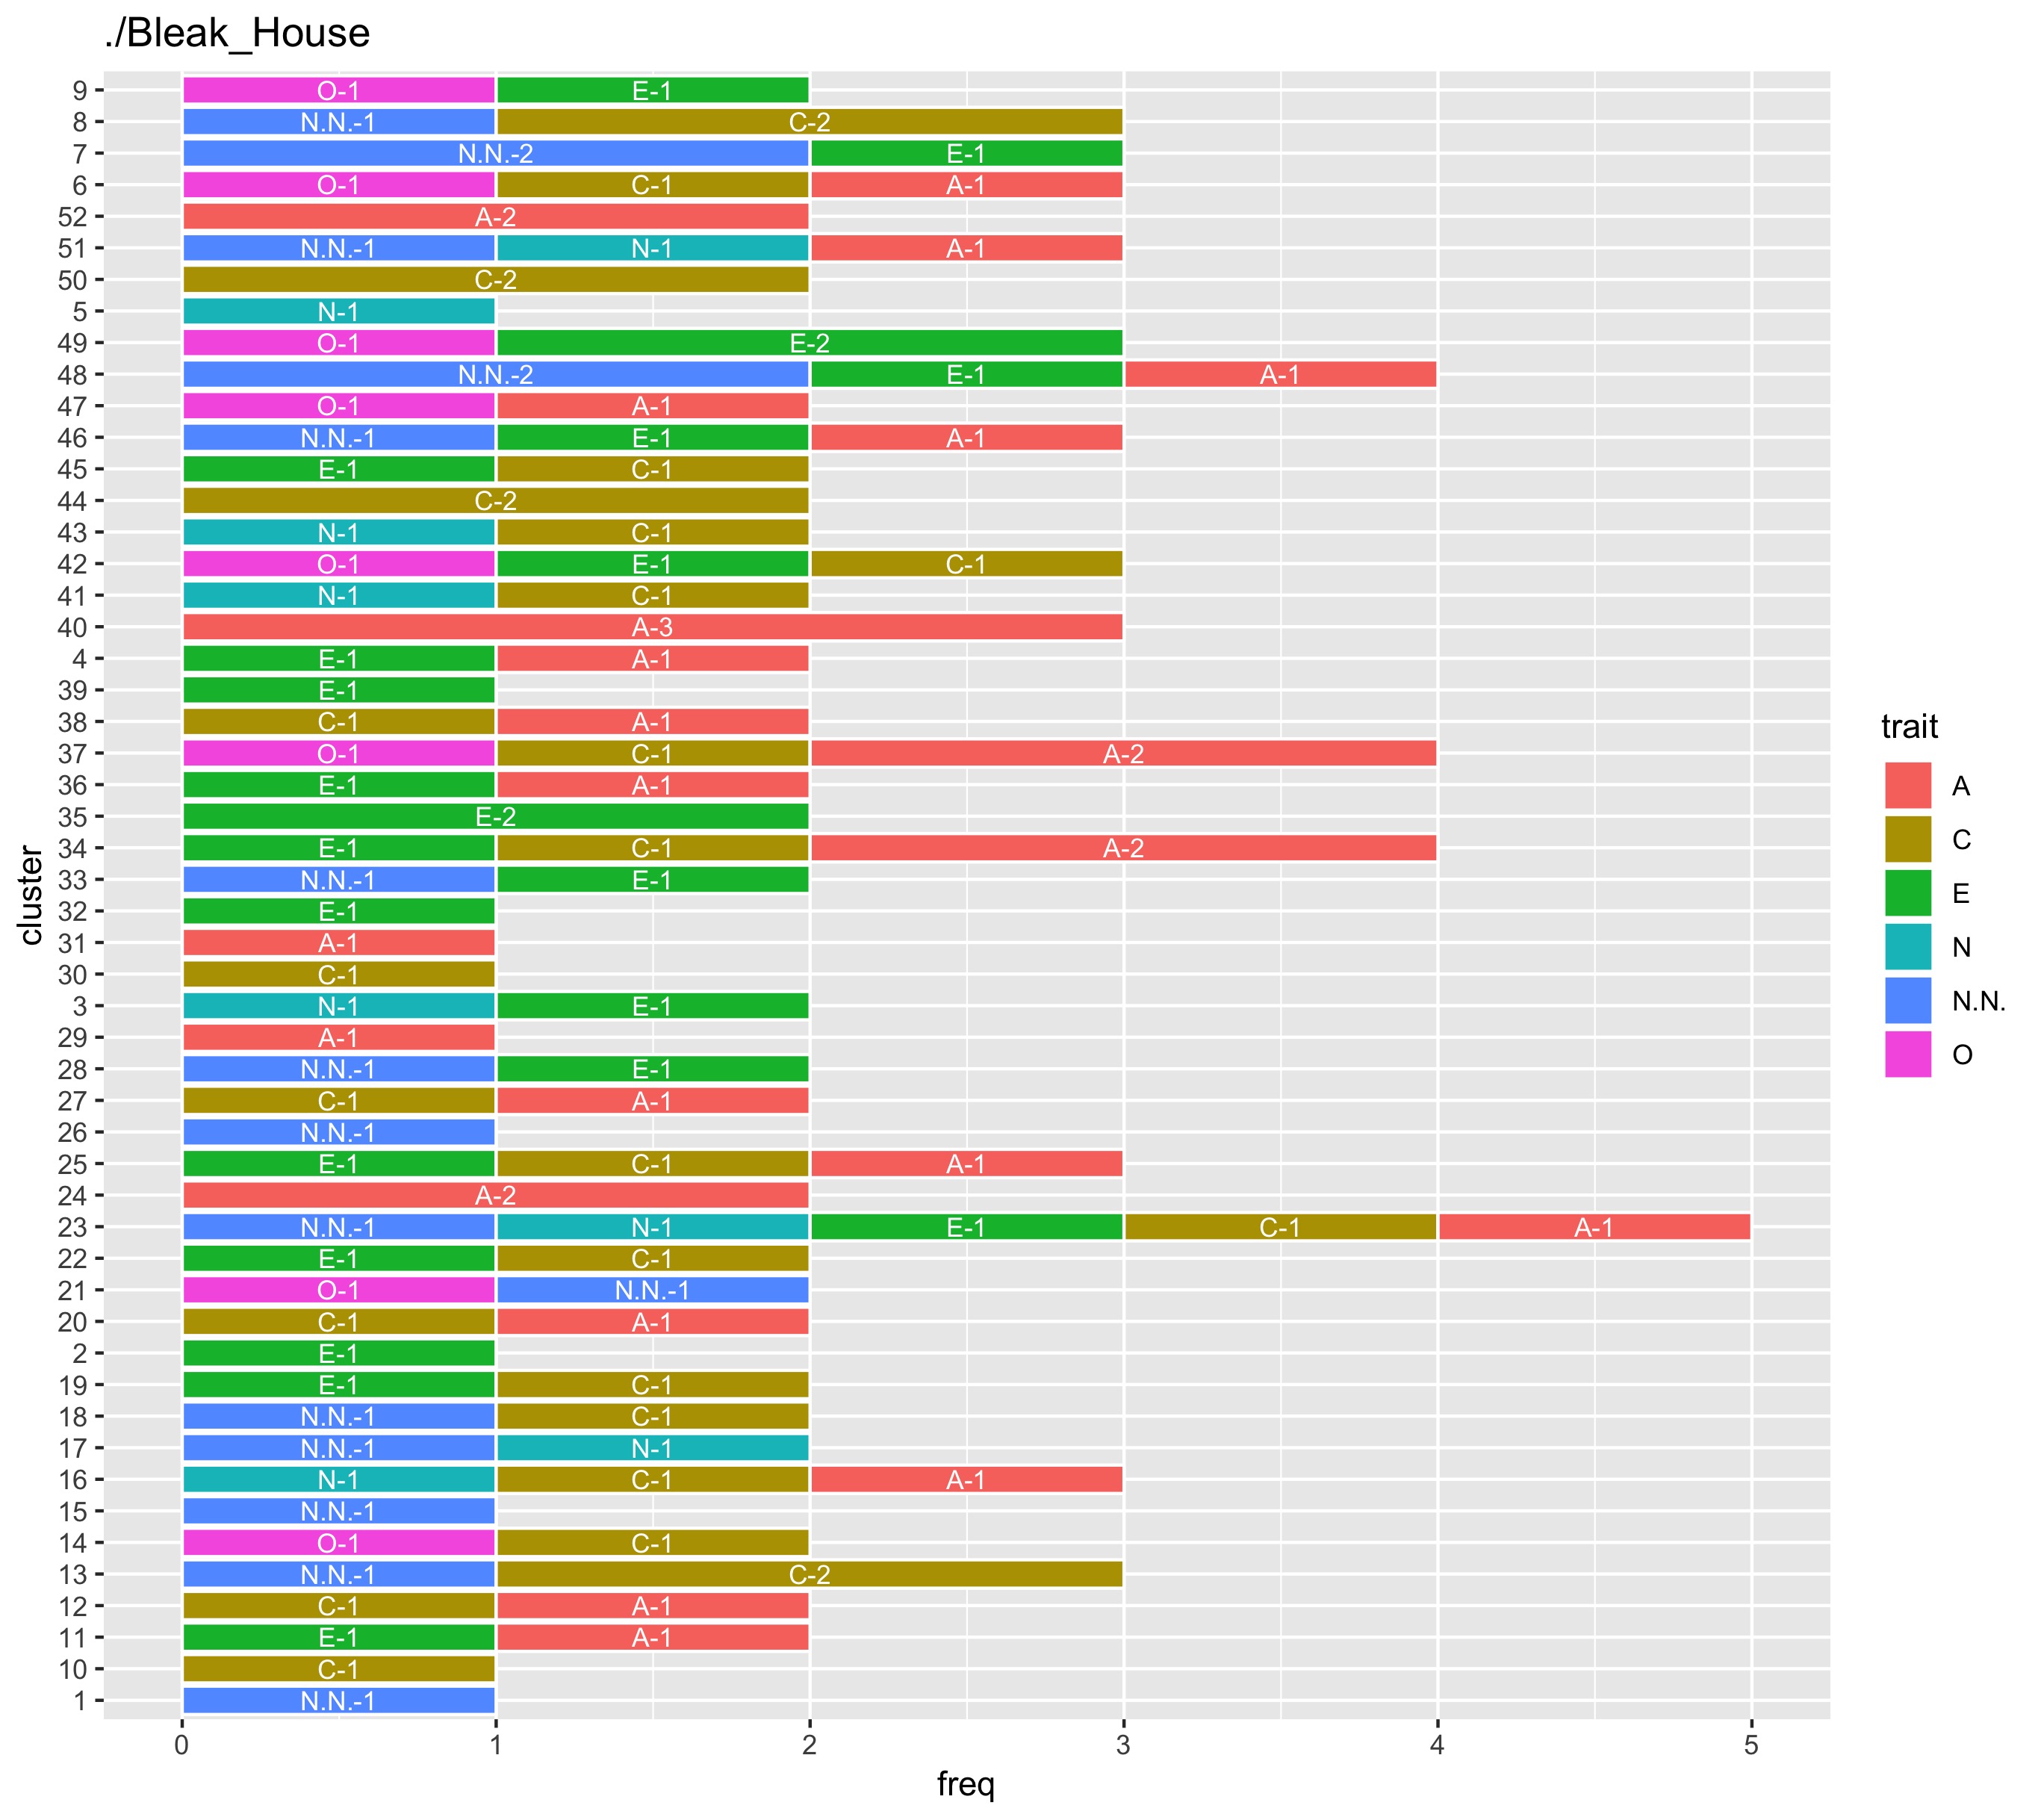 ./Bleak_House
9 O-1 E-1
8 N.N.-1 C-2
7 N.N.-2 E-1
6 O-1 C-1 A-1
52 A-2
51 N.N.-1 N-1 A-1
50 C-2
5 N-1
49 O-1 E-2
48 N.N.-2 E-1 A-1
47 O-1 A-1
46 N.N.-1 E-1 A-1
45 E-1 C-1
44 C-2
43 N-1 C-1
42 O-1 E-1 C-1
41 N-1 C-1
40 A-3
4 E-1 A-1
39 E-1
38 C-1 A-1
37 O-1 C-1 A-2
36 E-1 A-1
35 E-2
34 E-1 C-1 A-2
33 N.N.-1 E-1
32 E-1
31 A-1
30 C-1
3 N-1 E-1
29 A-1
28 N.N.-1 E-1
27 C-1 A-1
26 N.N.-1
25 E-1 C-1 A-1
24 A-2
23 N.N.-1 N-1 E-1 C-1 A-1
22 E-1 C-1
21 O-1 N.N.-1
20 C-1 A-1
2 E-1
19 E-1 C-1
18 N.N.-1 C-1
17 N.N.-1 N-1
16 N-1 C-1 A-1
15 N.N.-1
14 O-1 C-1
13 N.N.-1 C-2
12 C-1 A-1
11 E-1 A-1
10 C-1
1 N.N.-1
0 1 2 3 4 5
freq
cluster
trait
A
C
E
N
N.N.
O